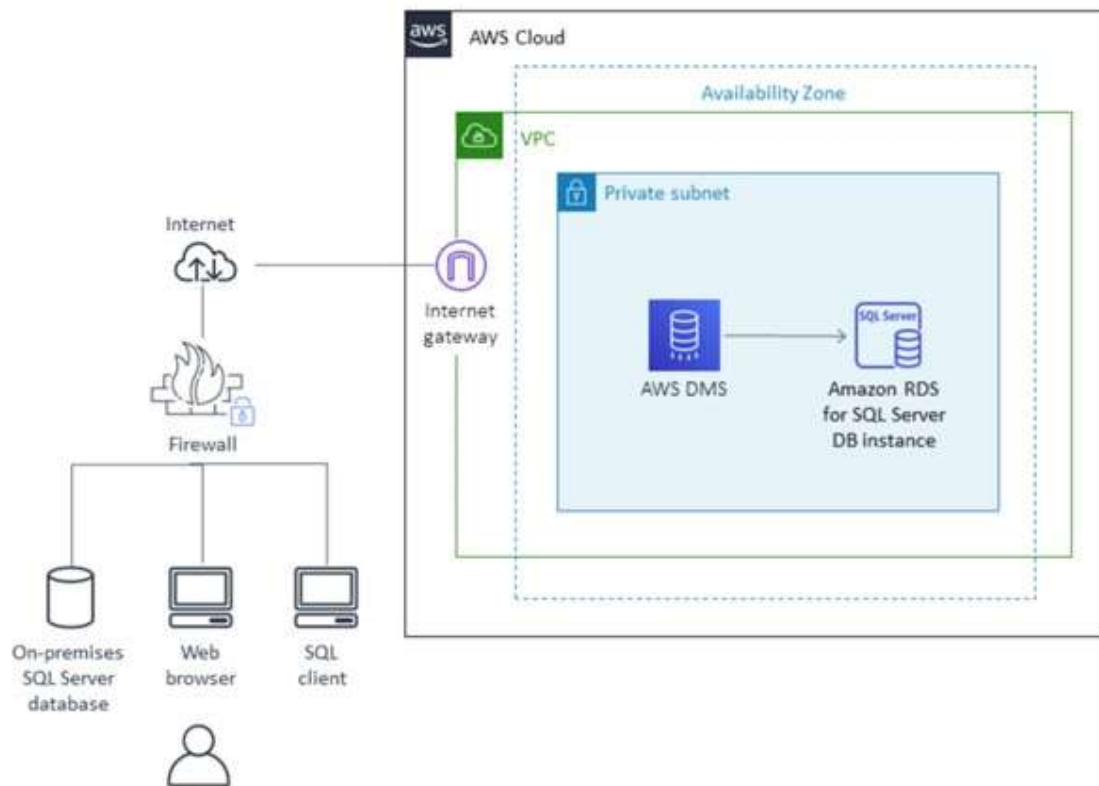 aws
AWS Cloud
Availability Zone
VPC
Private subnet
Internet
Internet
gateway
SQL Server
AWS DMS
Amazon RDS
for SQL Server
DB instance
Firewall
On-premises
SQL Server
database
Web
browser
SQL
client